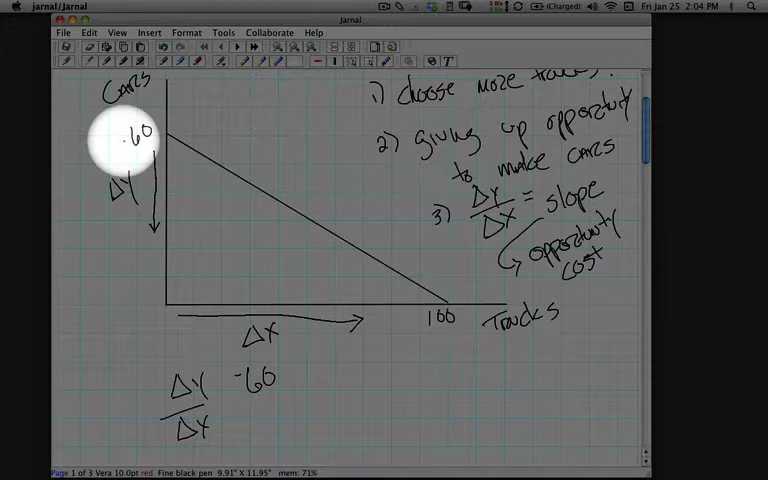 jarnal/Jarnal
(Charged)
Fri Jan 25 2:04 PM
Jarnal
File Edit View Insert Format Tools Collaborate Help
CARS
60
ΔY
ΔX
100
Trucks
ΔY -60
ΔX
1) choose more trucks.
2) giving up opportunity
to make CARS
3) ΔY = slope
ΔX
opportunity
cost
Page 1 of 3 Vera 10.0pt red Fine black pen 9.91" X 11.95" mem: 71%